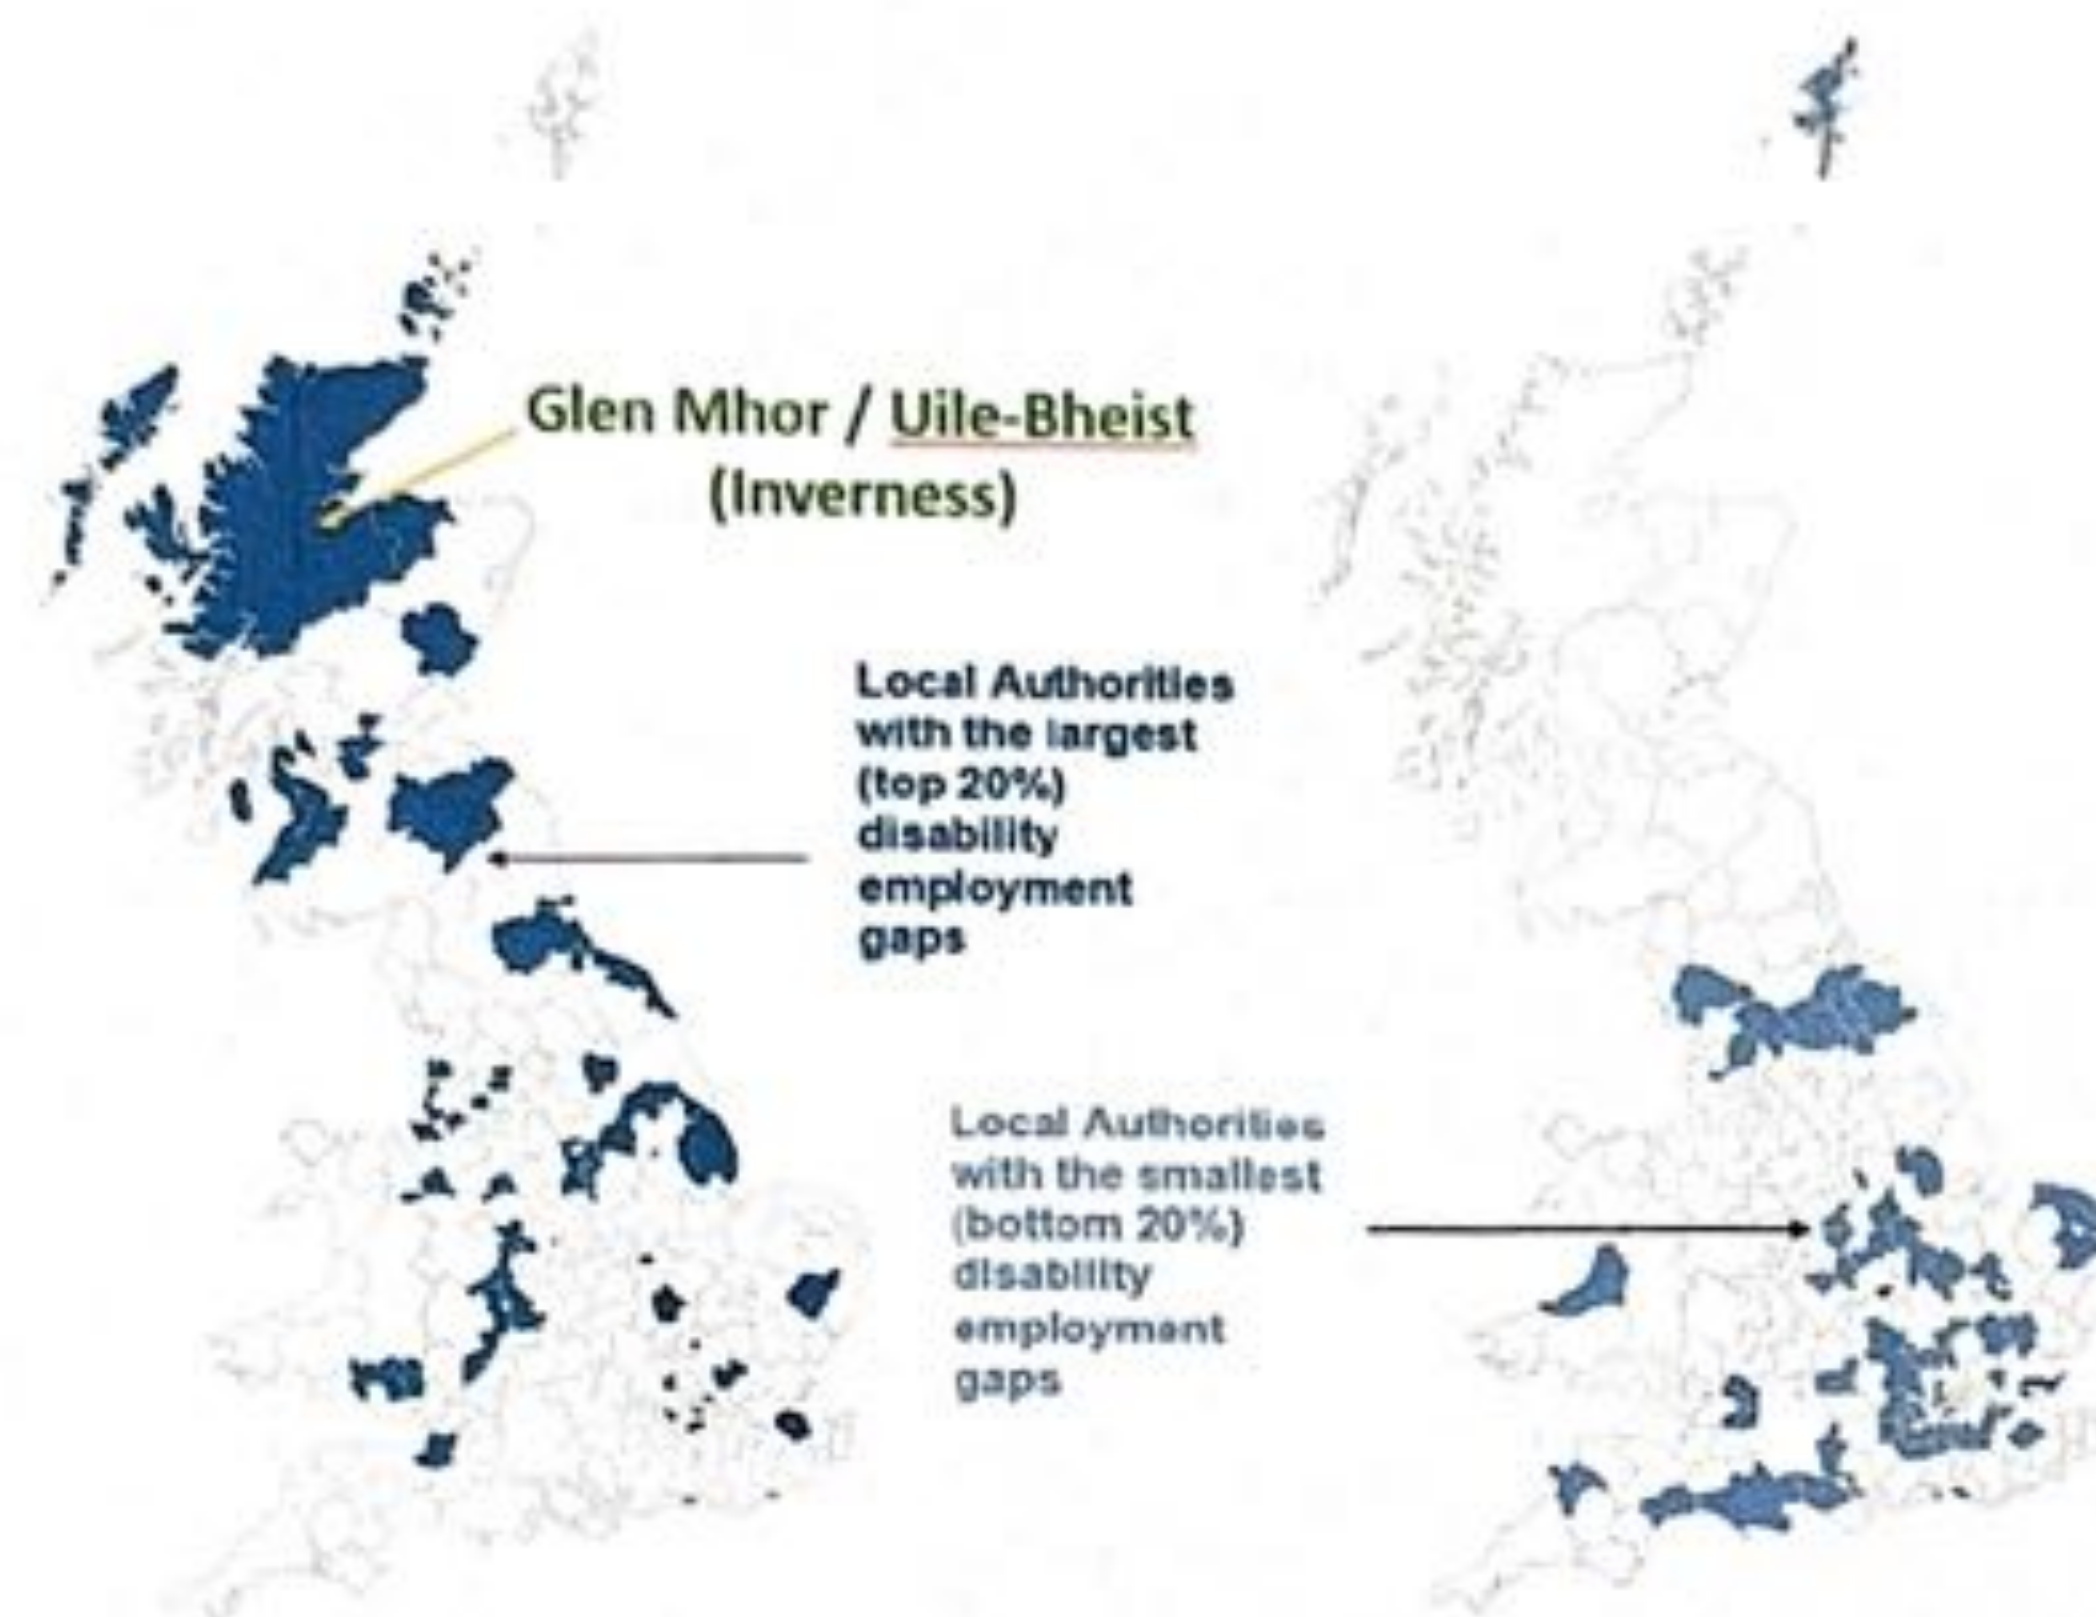 Glen Mhor / Uile-Bheist
(Inverness)
Local Authorities
with the largest
(top 20%)
disability
employment
gaps
Local Authorities
with the smallest
(bottom 20%)
disability
employment
gaps